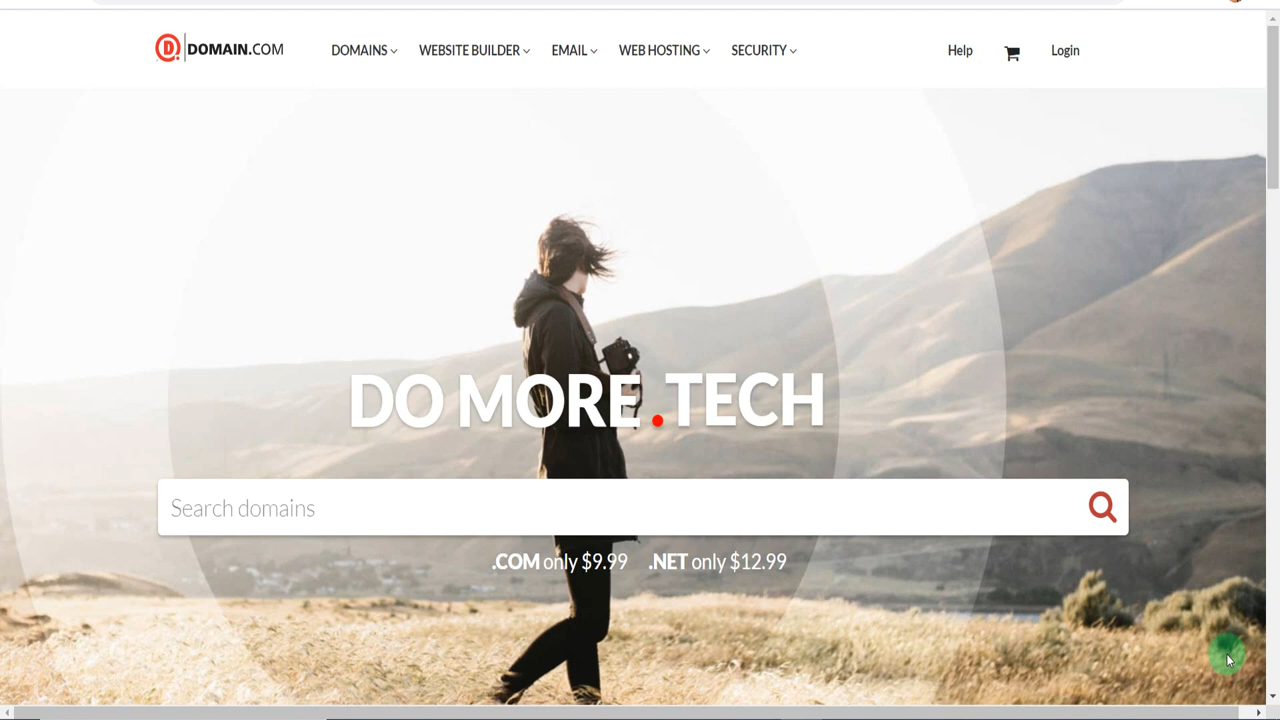 DOMAIN.COM
DOMAINS WEBSITE BUILDER EMAIL WEB HOSTING SECURITY Help Login
DO MORE.TECH
Search domains
.COM only $9.99 .NET only $12.99